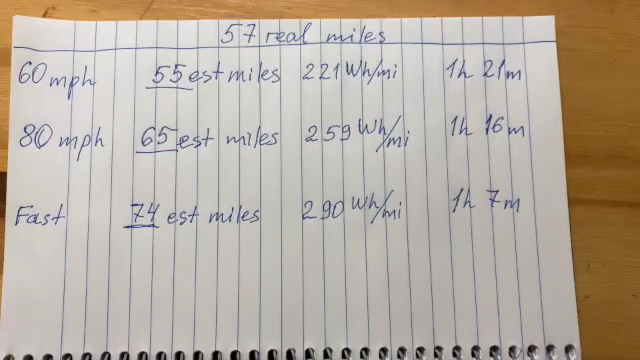 57 real miles
60 mph 55 est miles 221 Wh/mi 1h 21m
80 mph 65 est miles 259 Wh/mi 1h 16m
Fast 74 est miles 290 Wh/mi 1h 7m